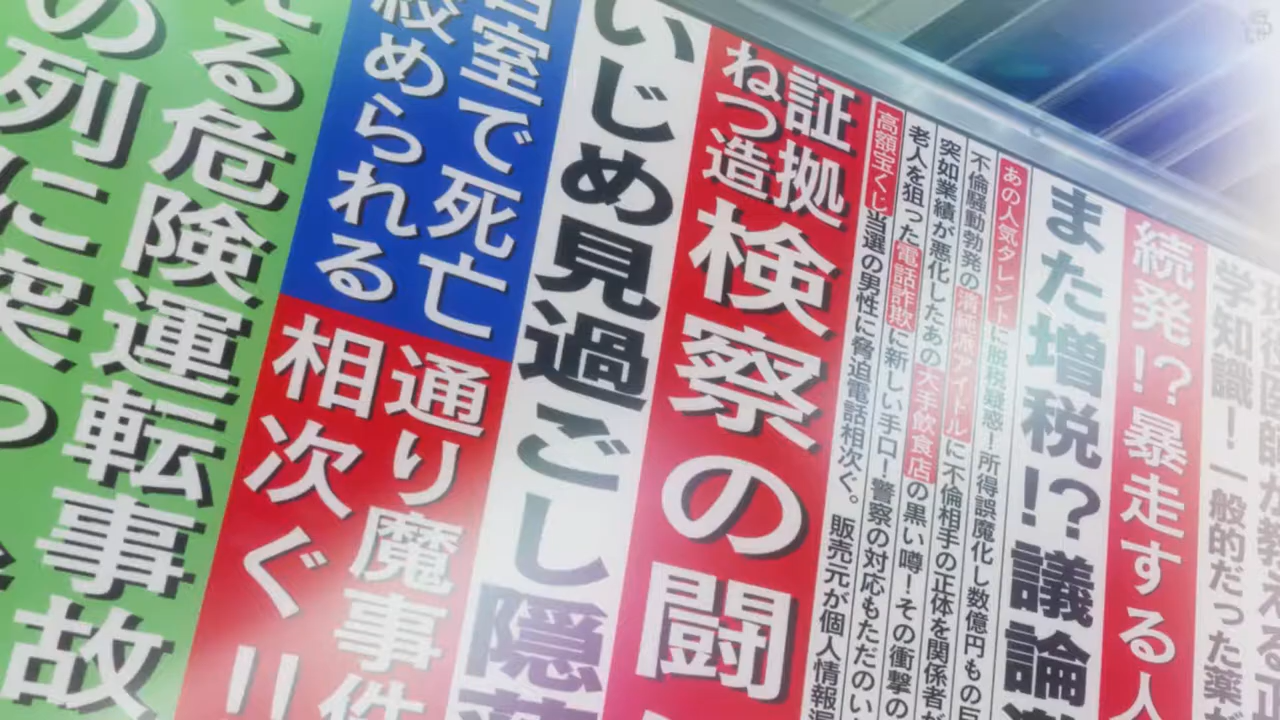 学知識!一般的だった薬
続発!?暴走する人
また増税!?議論
あの人気タレントに脱税疑惑!所得誤魔化し数億円もの巨
不倫騒動勃発の清純派アイドルに不倫相手の正体を関係者が
突如業績が悪化したあの大手飲食店の黒い噂!その衝撃の
老人を狙った電話詐欺に新しい手口!警察の対応もただのい
高額宝くじ当選の男性に脅迫電話相次ぐ。販売元が個人情報漏
証拠
ねつ造
検察の闇
いじめ見過ごし隠
室で死亡
絞められる
通り魔事件
相次ぐ!!
る危険運転事故
の列に突っ